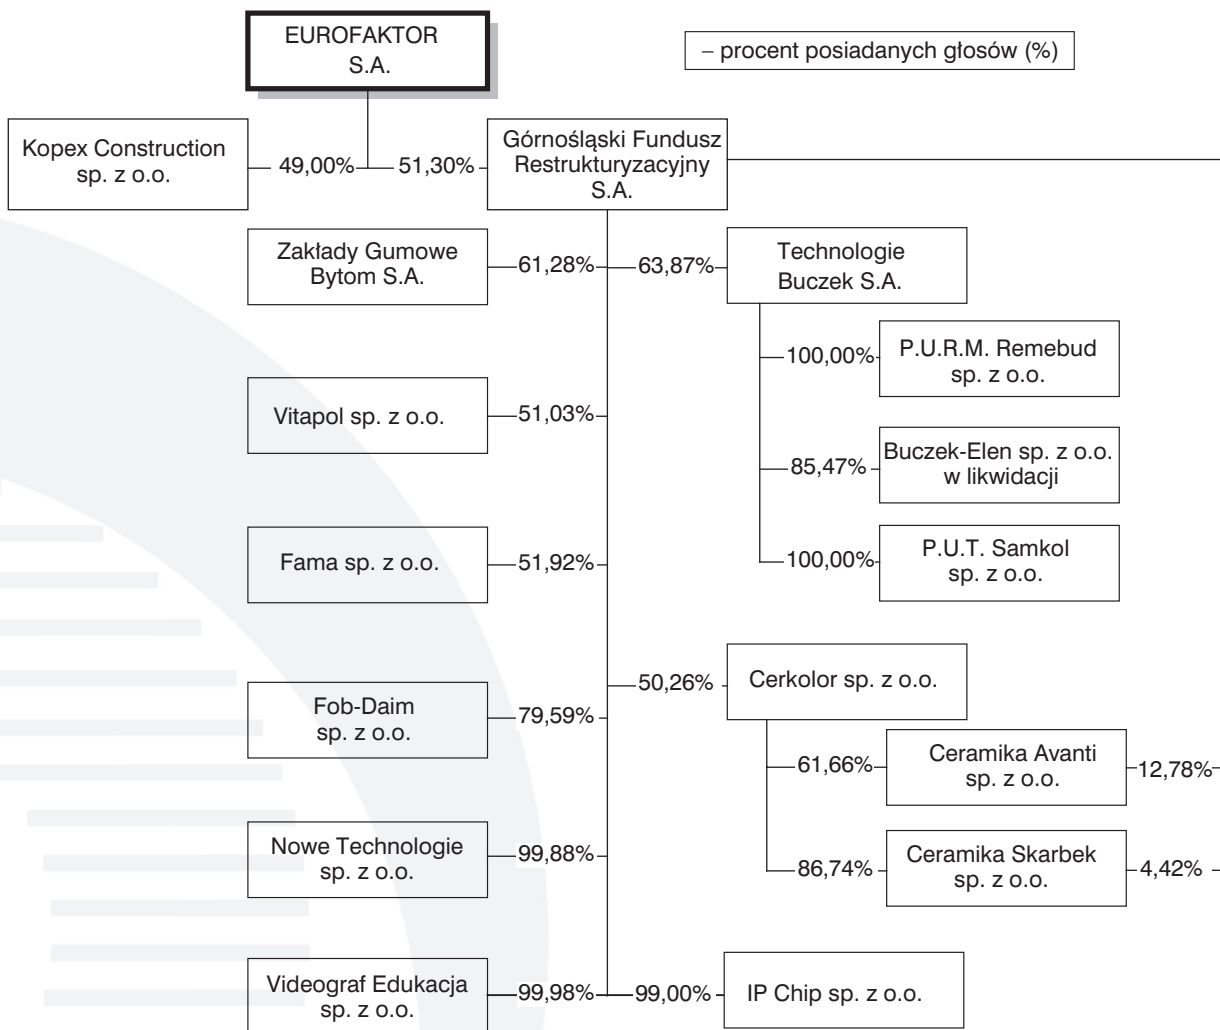 EUROFAKTOR
S.A.
– procent posiadanych głosów (%)
Kopex Construction
sp. z o.o.
49,00%
51,30%
Górnośląski Fundusz
Restrukturyzacyjny
S.A.
Zakłady Gumowe
Bytom S.A.
61,28%
63,87%
Technologie
Buczek S.A.
100,00%
P.U.R.M. Remebud
sp. z o.o.
Vitapol sp. z o.o.
51,03%
85,47%
Buczek-Elen sp. z o.o.
w likwidacji
Fama sp. z o.o.
51,92%
100,00%
P.U.T. Samkol
sp. z o.o.
50,26%
Cerkolor sp. z o.o.
Fob-Daim
sp. z o.o.
79,59%
61,66%
Ceramika Avanti
sp. z o.o.
12,78%
Nowe Technologie
sp. z o.o.
99,88%
86,74%
Ceramika Skarbek
sp. z o.o.
4,42%
Videograf Edukacja
sp. z o.o.
99,98%
99,00%
IP Chip sp. z o.o.